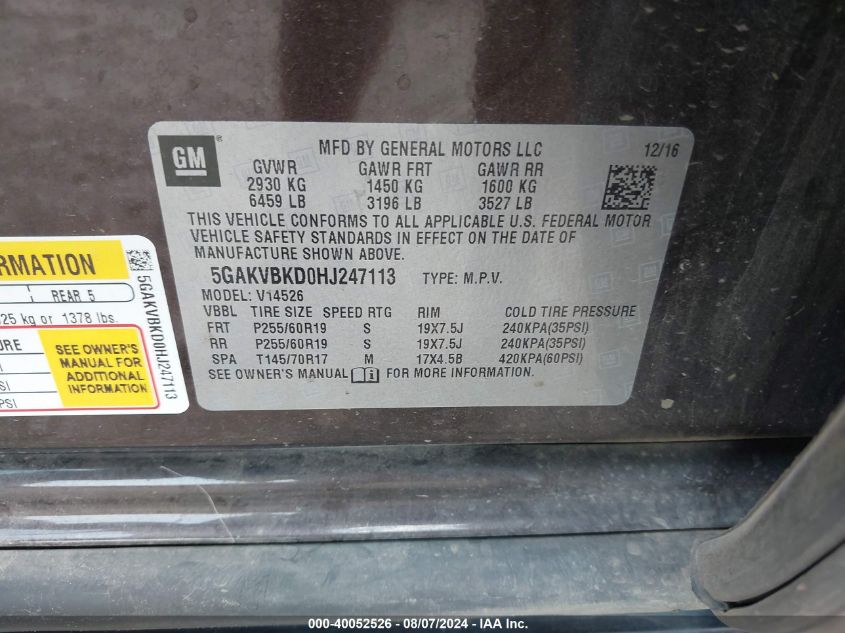 GM
MFD BY GENERAL MOTORS LLC 12/16
GVWR GAWR FRT GAWR RR
2930 KG 1450 KG 1600 KG
6459 LB 3196 LB 3527 LB
THIS VEHICLE CONFORMS TO ALL APPLICABLE U.S. FEDERAL MOTOR
VEHICLE SAFETY STANDARDS IN EFFECT ON THE DATE OF
MANUFACTURE SHOWN ABOVE.
5GAKVBKD0HJ247113 TYPE: M.P.V.
MODEL: V14526
VBBL TIRE SIZE SPEED RTG RIM COLD TIRE PRESSURE
FRT P255/60R19 S 19X7.5J 240KPA(35PSI)
RR P255/60R19 S 19X7.5J 240KPA(35PSI)
SPA T145/70R17 M 17X4.5B 420KPA(60PSI)
SEE OWNER'S MANUAL FOR MORE INFORMATION.
RMATION
REAR 5
25 kg or 1378 lbs.
URE
SI
PSI
SEE OWNER'S
MANUAL FOR
ADDITIONAL
INFORMATION
5GAKVBKD0HJ247113
000-40052526 - 08/07/2024 - IAA Inc.